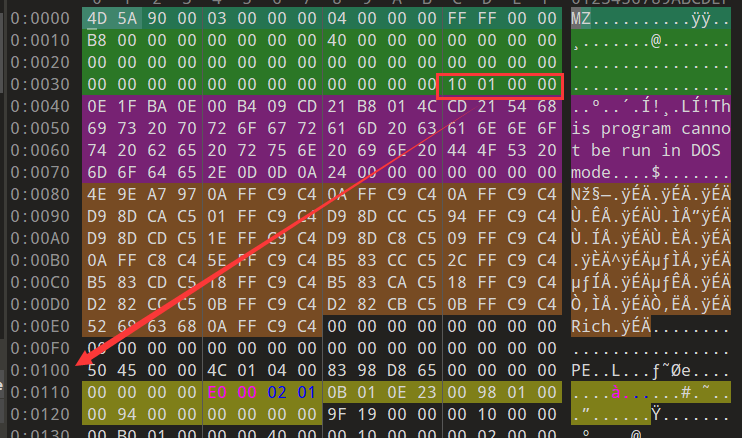 0:0000 4D 5A 90 00 03 00 00 00 04 00 00 00 FF FF 00 00 MZ..........ÿÿ..
0:0010 B8 00 00 00 00 00 00 00 40 00 00 00 00 00 00 00 ¸.......@.......
0:0020 00 00 00 00 00 00 00 00 00 00 00 00 00 00 00 00 ................
0:0030 00 00 00 00 00 00 00 00 00 00 00 00 10 01 00 00 ................
0:0040 0E 1F BA 0E 00 B4 09 CD 21 B8 01 4C CD 21 54 68 ..º..´.Í!¸.LÍ!Th
0:0050 69 73 20 70 72 6F 67 72 61 6D 20 63 61 6E 6E 6F is program canno
0:0060 74 20 62 65 20 72 75 6E 20 69 6E 20 44 4F 53 20 t be run in DOS
0:0070 6D 6F 64 65 2E 0D 0D 0A 24 00 00 00 00 00 00 00 mode....$.......
0:0080 4E 9E A7 97 0A FF C9 C4 0A FF C9 C4 0A FF C9 C4 Nž§—.ÿÉÄ.ÿÉÄ.ÿÉÄ
0:0090 D9 8D CA C5 01 FF C9 C4 D9 8D CC C5 94 FF C9 C4 Ù.ÊÅ.ÿÉÄÙ.ÌÅ”ÿÉÄ
0:00A0 D9 8D CD C5 1E FF C9 C4 D9 8D C8 C5 09 FF C9 C4 Ù.ÍÅ.ÿÉÄÙ.ÈÅ.ÿÉÄ
0:00B0 0A FF C8 C4 5E FF C9 C4 B5 83 CC C5 2C FF C9 C4 .ÿÈÄ^ÿÉÄµƒÌÅ,ÿÉÄ
0:00C0 B5 83 CD C5 18 FF C9 C4 B5 83 CA C5 18 FF C9 C4 µƒÍÅ.ÿÉÄµƒÊÅ.ÿÉÄ
0:00D0 D2 82 CC C5 0B FF C9 C4 D2 82 CB C5 0B FF C9 C4 Ò‚ÌÅ.ÿÉÄÒ‚ËÅ.ÿÉÄ
0:00E0 52 69 63 68 0A FF C9 C4 00 00 00 00 00 00 00 00 Rich.ÿÉÄ........
0:00F0 00 00 00 00 00 00 00 00 00 00 00 00 00 00 00 00 ................
0:0100 50 45 00 00 4C 01 04 00 83 98 D8 65 00 00 00 00 PE..L...ƒ˜Øe....
0:0110 00 00 00 00 E0 00 02 01 0B 01 0E 23 00 98 01 00 ....à......#.˜..
0:0120 00 94 00 00 00 00 00 00 9F 19 00 00 00 10 00 00 .”......Ÿ.......
0:0130 00 B0 01 00 00 00 40 00 00 10 00 00 00 02 00 00